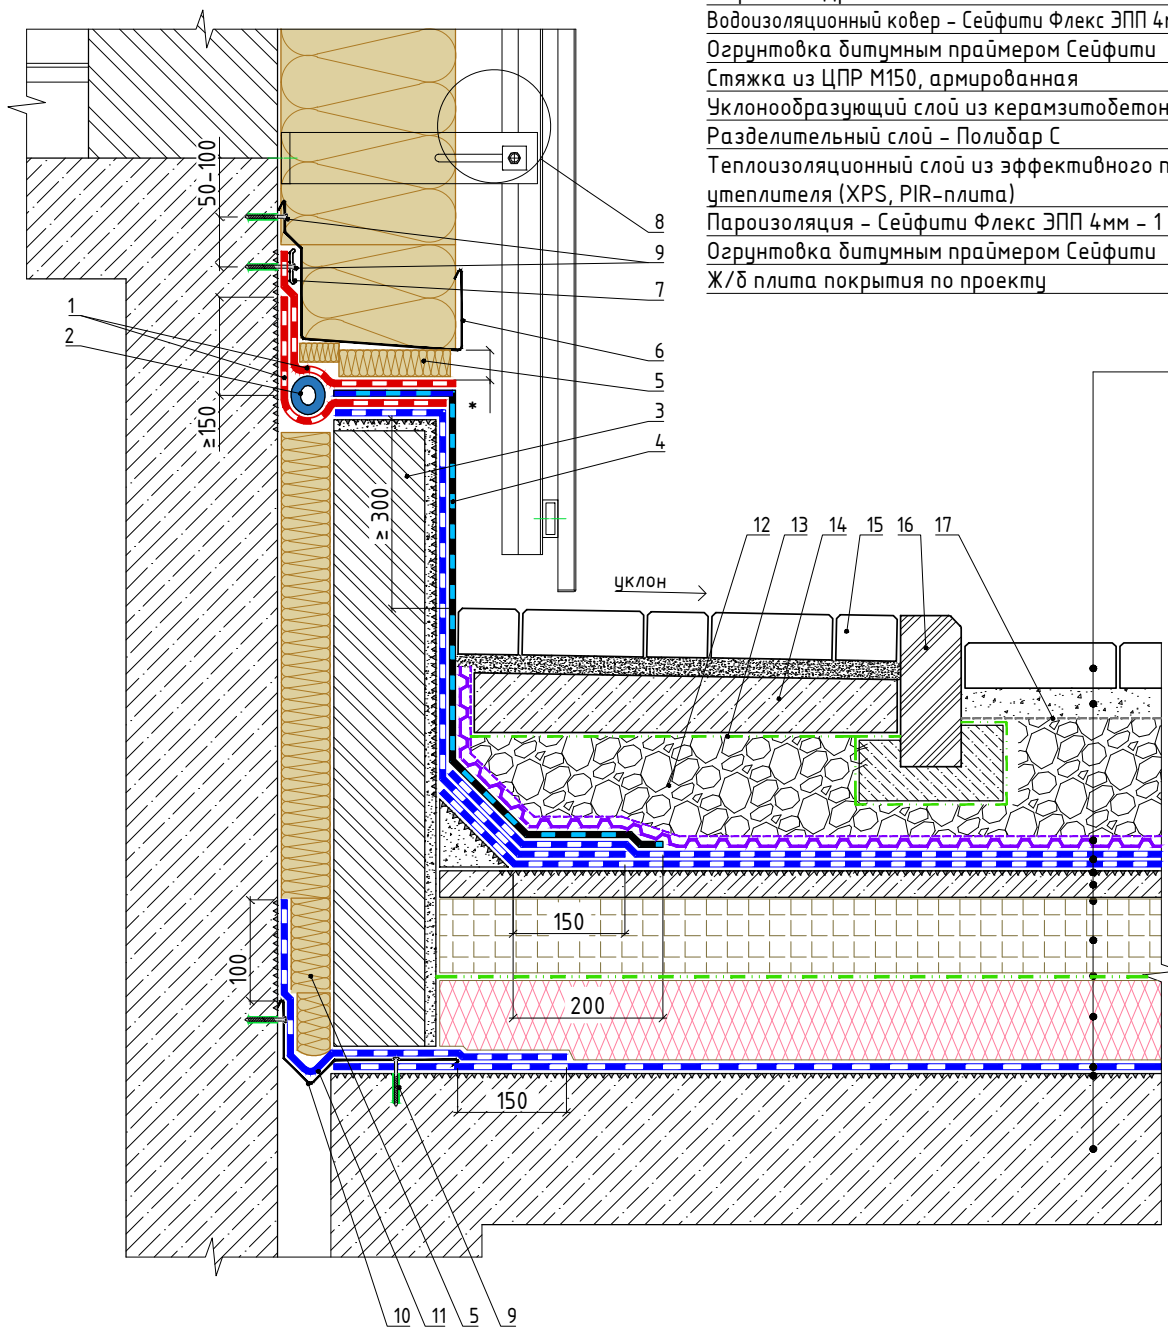 Водоизоляционный ковер - Сейфити Флекс ЭПП 4
Огрунтовка битумным праймером Сейфити
Стяжка из ЦПР М150, армированная
Уклонообразующий слой из керамзитобетон
Разделительный слой - Полибар С
Теплоизоляционный слой из эффективного п
утеплителя (XPS, PIR-плита)
Пароизоляция - Сейфити Флекс ЭПП 4мм - 1
Огрунтовка битумным праймером Сейфити
Ж/б плита покрытия по проекту
50-100
8
9
7
1
2
6
5
*
3
4
≥150
≥300
12 13 14 15 16 17
уклон
100
150
200
150
10 11 5 9